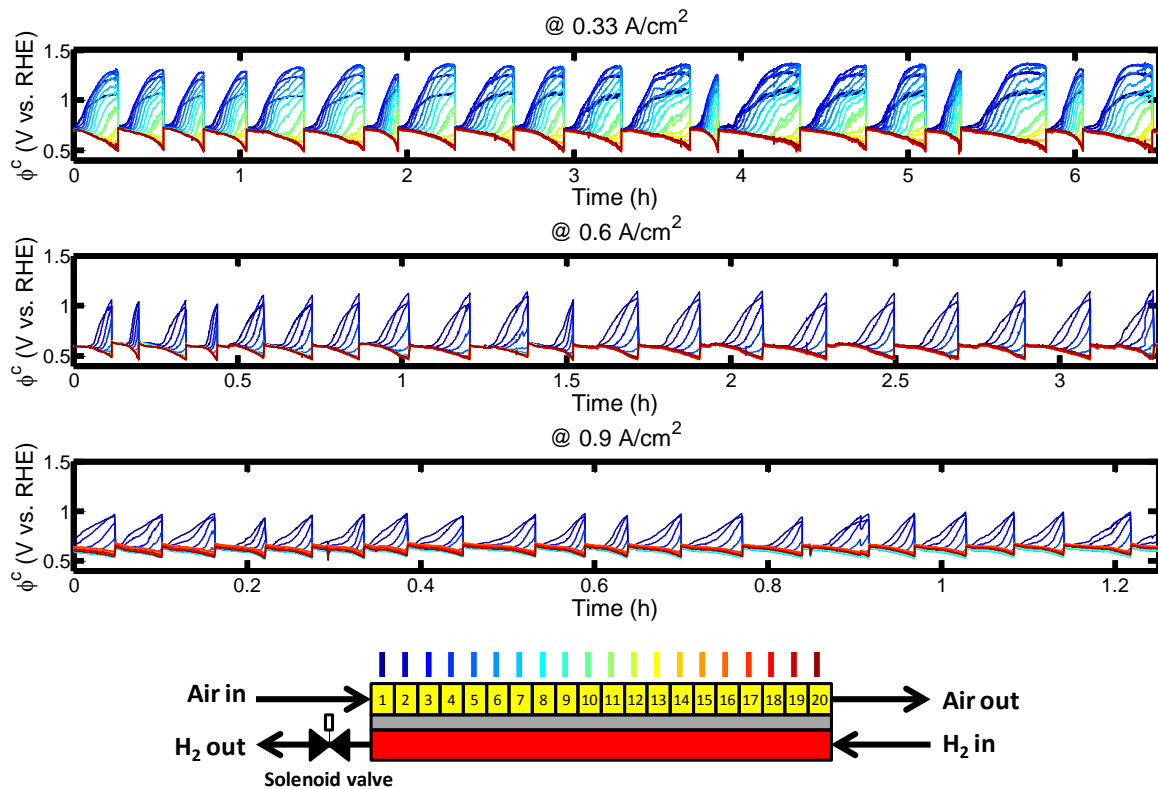 @ 0.33 A/cm²
1.5
1
0.5
ϕᶜ (V vs. RHE)
0 1 2 3 4 5 6
Time (h)
@ 0.6 A/cm²
1.5
1
0.5
ϕᶜ (V vs. RHE)
0 0.5 1 1.5 2 2.5 3
Time (h)
@ 0.9 A/cm²
1.5
1
0.5
ϕᶜ (V vs. RHE)
0 0.2 0.4 0.6 0.8 1 1.2
Time (h)
Air in 1 2 3 4 5 6 7 8 9 10 11 12 13 14 15 16 17 18 19 20 Air out
H₂ out H₂ in
Solenoid valve